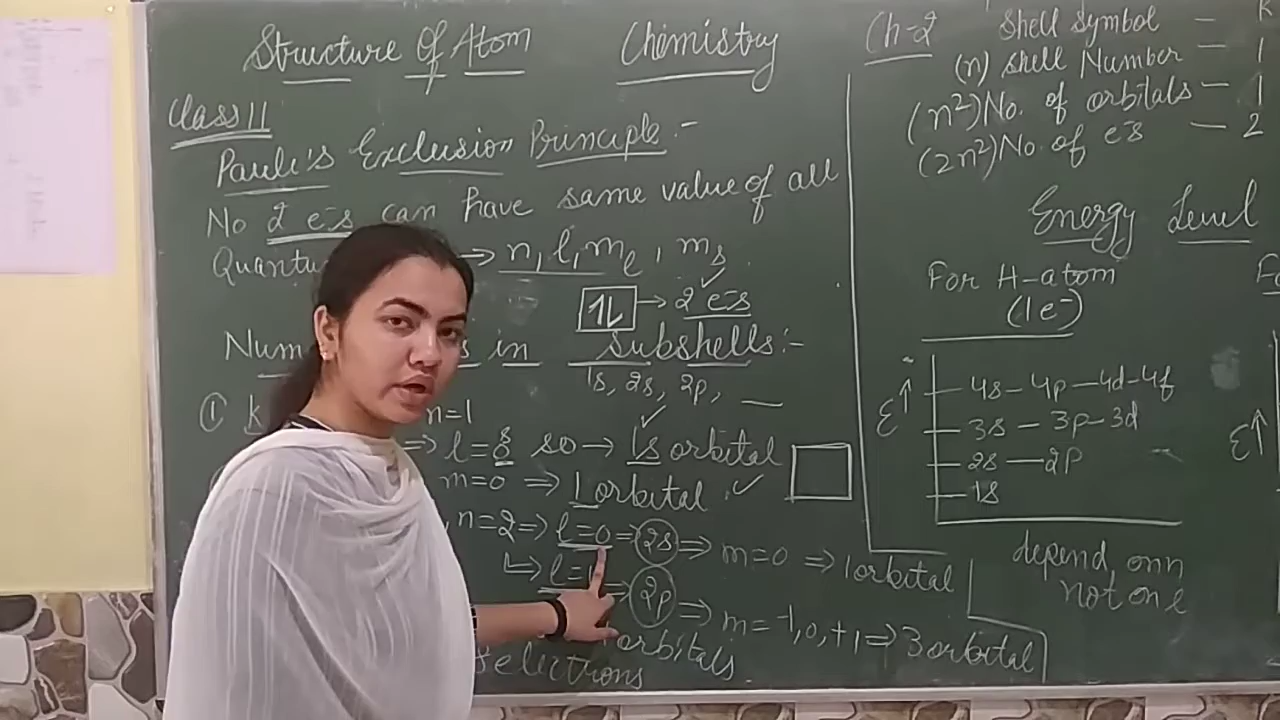 Structure Of Atom Chemistry Ch-2
Class 11
Pauli's Exclusion Principle :-
No 2 e⁻s can have same value of all
→ n, l, mₗ, mₛ
1L → 2 e⁻s
in subshells :-
1s, 2s, 2p, __
① k n=1
⇒ l=0 so → 1s orbital
m=0 ⇒ 1 orbital
n=2 ⇒ l=0 ⇒ 2s ⇒ m=0 ⇒ 1 orbital
↳ l=1 ⇒ 2p ⇒ m=-1, 0, +1 ⇒ 3 orbital
orbitals
electrons
Shell Symbol — K
(n) Shell Number — 1
(n²) No. of orbitals — 1
(2n²) No. of e⁻s — 2
Energy Level
For H-atom
(1e⁻)
ε↑
4s-4p-4d-4f
3s-3p-3d
2s-2p
1s
depend on n
not on l
ε↑